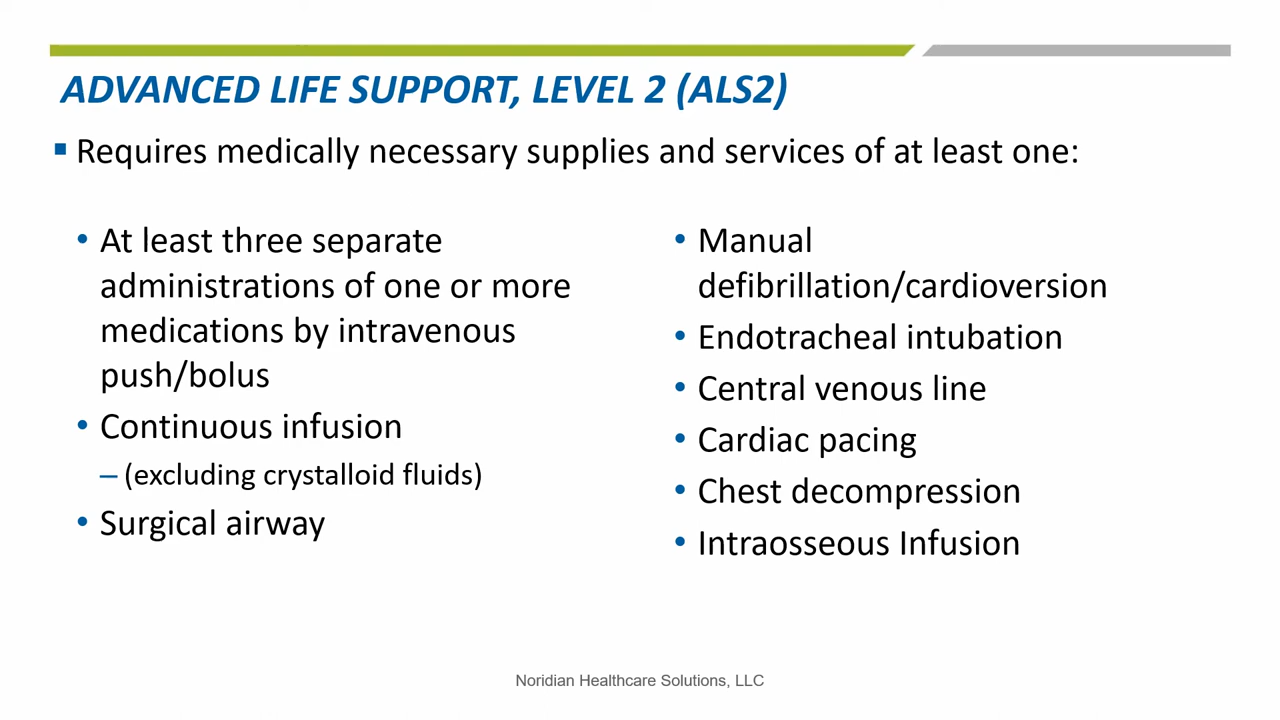 ADVANCED LIFE SUPPORT, LEVEL 2 (ALS2)
▪ Requires medically necessary supplies and services of at least one:
• At least three separate
administrations of one or more
medications by intravenous
push/bolus
• Continuous infusion
– (excluding crystalloid fluids)
• Surgical airway
• Manual
defibrillation/cardioversion
• Endotracheal intubation
• Central venous line
• Cardiac pacing
• Chest decompression
• Intraosseous Infusion
Noridian Healthcare Solutions, LLC